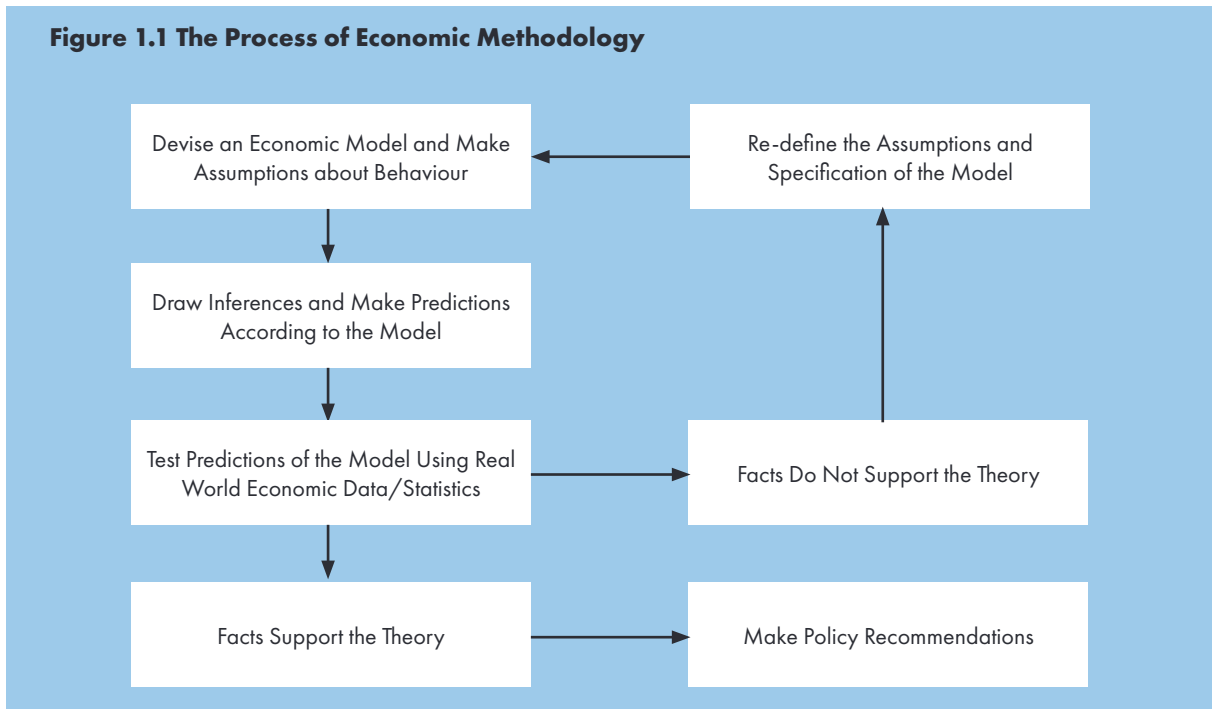 Figure 1.1 The Process of Economic Methodology
Devise an Economic Model and Make
Assumptions about Behaviour
Re-define the Assumptions and
Specification of the Model
Draw Inferences and Make Predictions
According to the Model
Test Predictions of the Model Using Real
World Economic Data/Statistics
Facts Do Not Support the Theory
Facts Support the Theory
Make Policy Recommendations